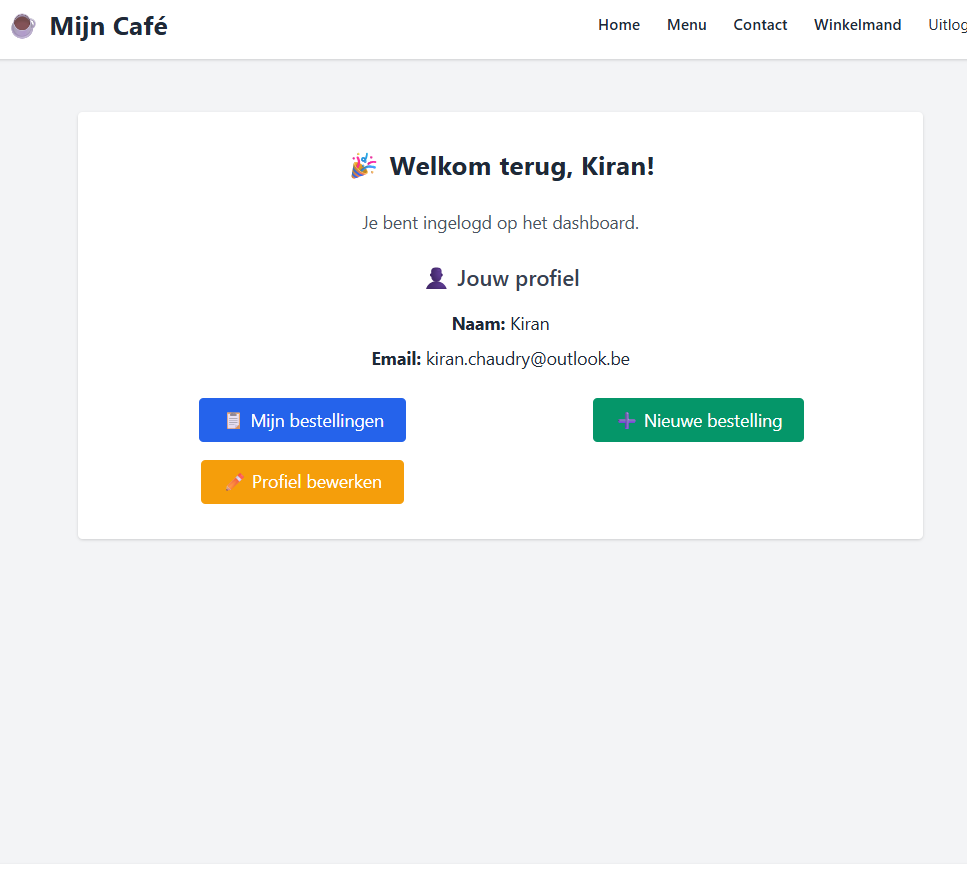 Mijn Café
Home Menu Contact Winkelmand Uitlog
Welkom terug, Kiran!
Je bent ingelogd op het dashboard.
Jouw profiel
Naam: Kiran
Email: kiran.chaudry@outlook.be
Mijn bestellingen
Nieuwe bestelling
Profiel bewerken